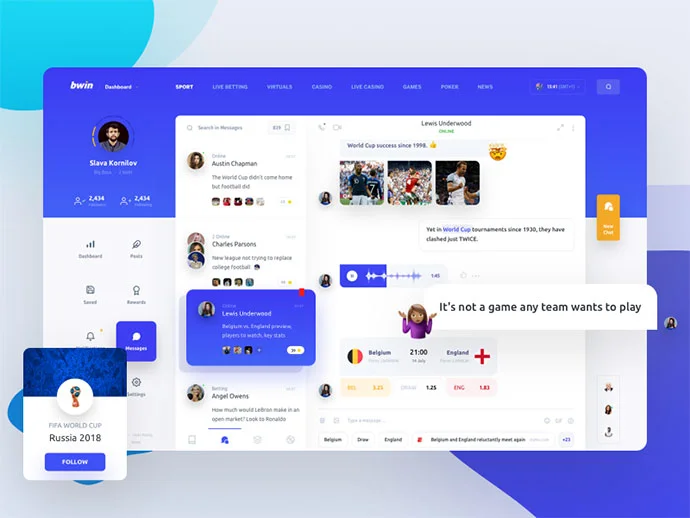 bwin
Dashboard
SPORT
LIVE BETTING
VIRTUALS
CASINO
LIVE CASINO
GAMES
POKER
NEWS
15:41 (GMT+1)
Slava Kornilov
2,434
2,434
Dashboard
Posts
Saved
Rewards
Messages
Settings
Search in Messages
839
Online
Austin Chapman
The World Cup didn't come
home but Football did
2 Online
Charles Parsons
New league not trying to replace
college football
Lewis Underwood
Belgium vs. England preview,
players to watch, key stats
Betting
Angel Owens
How much would LeBron make in an
open market? Look to Ronaldo
Lewis Underwood
ONLINE
World Cup success since 1998.
Yet in World Cup tournaments since 1930, they have
clashed just TWICE.
1:45
It's not a game any team wants to play
Belgium
21:00
England
14 July
BEL
3.25
DRAW
1.25
ENG
1.83
Type a message...
Belgium
Draw
England
Belgium and England reluctantly meet again
+23
New
Chat
FIFA WORLD CUP
Russia 2018
FOLLOW